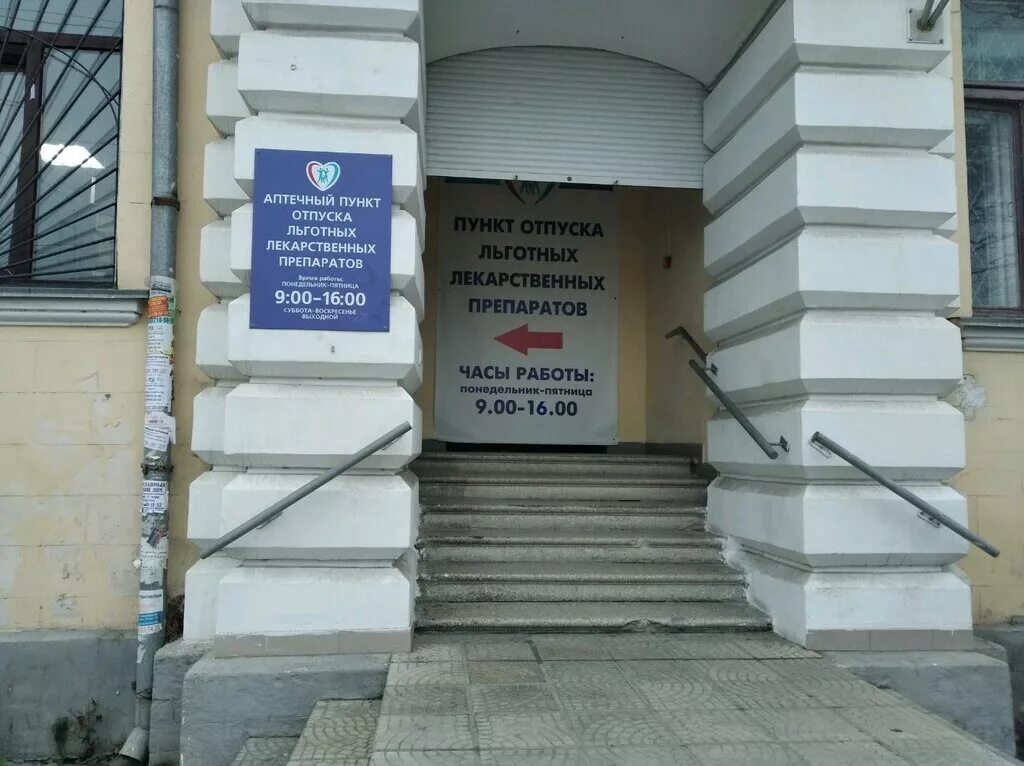 АПТЕЧНЫЙ ПУНКТ
ОТПУСКА
ЛЬГОТНЫХ
ЛЕКАРСТВЕННЫХ
ПРЕПАРАТОВ
Время работы:
ПОНЕДЕЛЬНИК-ПЯТНИЦА
9:00-16:00
СУББОТА-ВОСКРЕСЕНЬЕ
ВЫХОДНОЙ
ПУНКТ ОТПУСКА
ЛЬГОТНЫХ
ЛЕКАРСТВЕННЫХ
ПРЕПАРАТОВ
ЧАСЫ РАБОТЫ:
понедельник-пятница
9.00-16.00